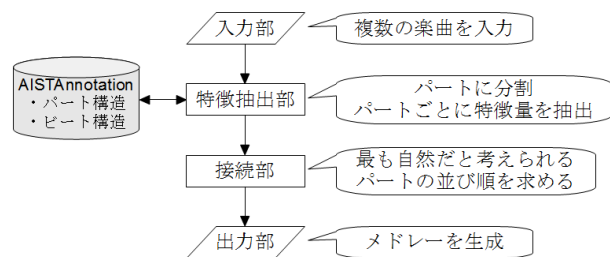 入力部
複数の楽曲を入力
AISTAnnotation
・パート構造
・ビート構造
特徴抽出部
パートに分割
パートごとに特徴量を抽出
接続部
最も自然だと考えられる
パートの並び順を求める
出力部
メドレーを生成